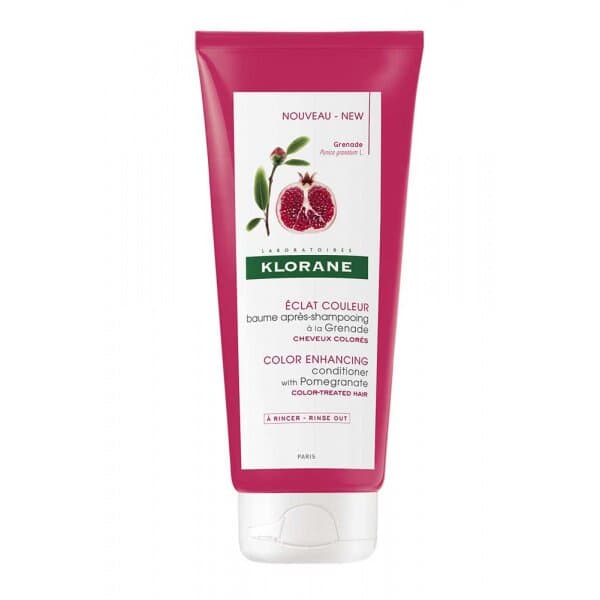 NOUVEAU - NEW
Grenade
Punica granatum L.
LABORATOIRES
KLORANE
ÉCLAT COULEUR
baume après-shampooing
à la Grenade
CHEVEUX COLORÉS
COLOR ENHANCING
conditioner
with Pomegranate
COLOR-TREATED HAIR
À RINCER - RINSE OUT
PARIS